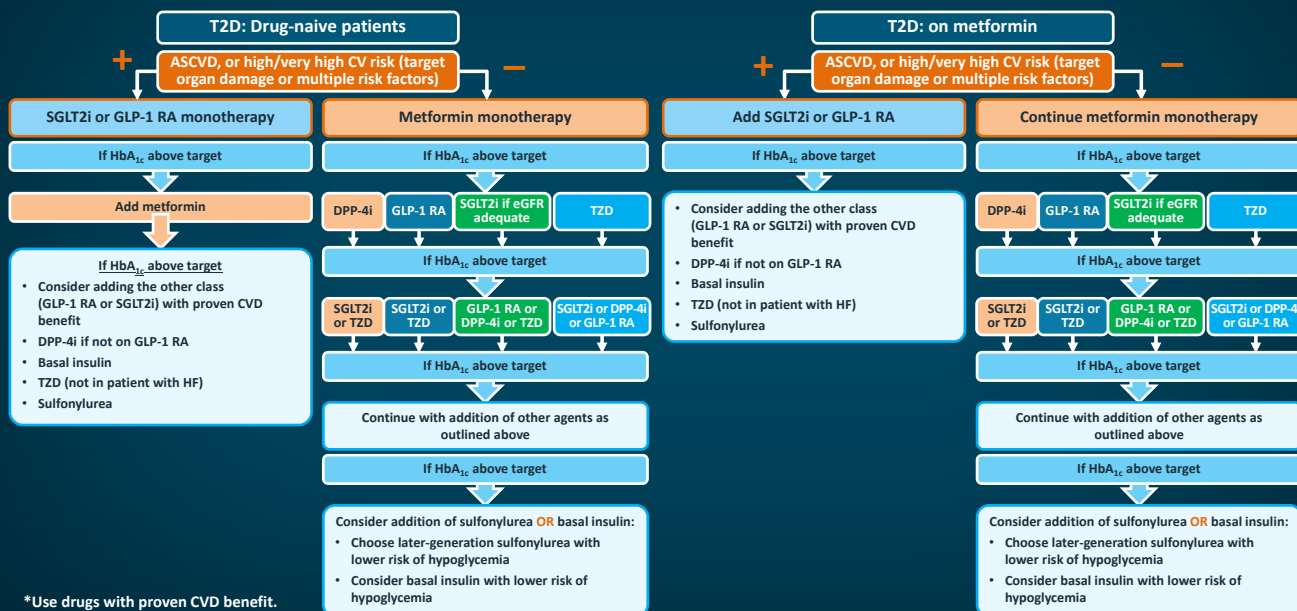 T2D: Drug-naive patients
ASCVD, or high/very high CV risk (target
organ damage or multiple risk factors)
+
−
SGLT2i or GLP-1 RA monotherapy
If HbA1c above target
Add metformin
If HbA1c above target
• Consider adding the other class
(GLP-1 RA or SGLT2i) with proven CVD
benefit
• DPP-4i if not on GLP-1 RA
• Basal insulin
• TZD (not in patient with HF)
• Sulfonylurea
Metformin monotherapy
If HbA1c above target
DPP-4i
GLP-1 RA
SGLT2i if eGFR
adequate
TZD
If HbA1c above target
SGLT2i
or TZD
SGLT2i or
TZD
GLP-1 RA or
DPP-4i or TZD
SGLT2i or DPP-4i
or GLP-1 RA
If HbA1c above target
Continue with addition of other agents as
outlined above
If HbA1c above target
Consider addition of sulfonylurea OR basal insulin:
• Choose later-generation sulfonylurea with
lower risk of hypoglycemia
• Consider basal insulin with lower risk of
hypoglycemia
T2D: on metformin
ASCVD, or high/very high CV risk (target
organ damage or multiple risk factors)
+
−
Add SGLT2i or GLP-1 RA
If HbA1c above target
• Consider adding the other class
(GLP-1 RA or SGLT2i) with proven CVD
benefit
• DPP-4i if not on GLP-1 RA
• Basal insulin
• TZD (not in patient with HF)
• Sulfonylurea
Continue metformin monotherapy
If HbA1c above target
DPP-4i
GLP-1 RA
SGLT2i if eGFR
adequate
TZD
If HbA1c above target
SGLT2i
or TZD
SGLT2i or
TZD
GLP-1 RA or
DPP-4i or TZD
SGLT2i or DPP-4
or GLP-1 RA
If HbA1c above target
Continue with addition of other agents as
outlined above
If HbA1c above target
Consider addition of sulfonylurea OR basal insulin:
• Choose later-generation sulfonylurea with
lower risk of hypoglycemia
• Consider basal insulin with lower risk of
hypoglycemia
*Use drugs with proven CVD benefit.